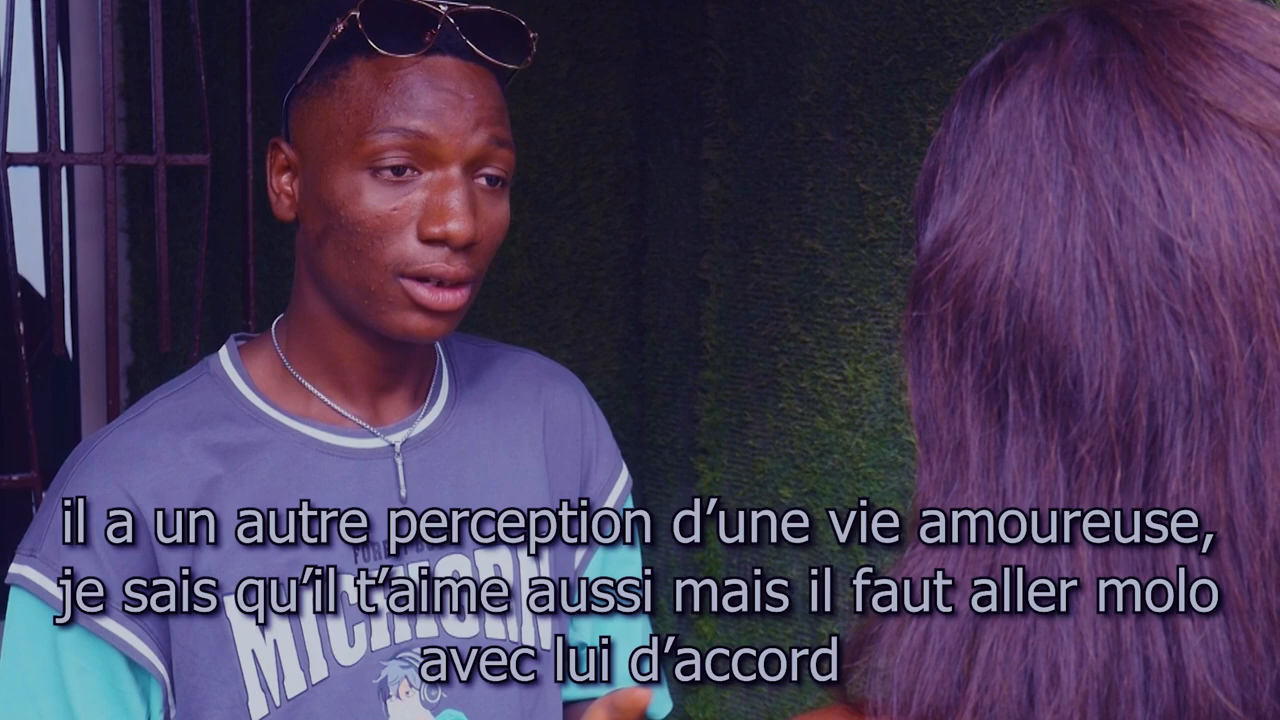 il a un autre perception d’une vie amoureuse,
je sais qu’il t’aime aussi mais il faut aller molo
avec lui d’accord